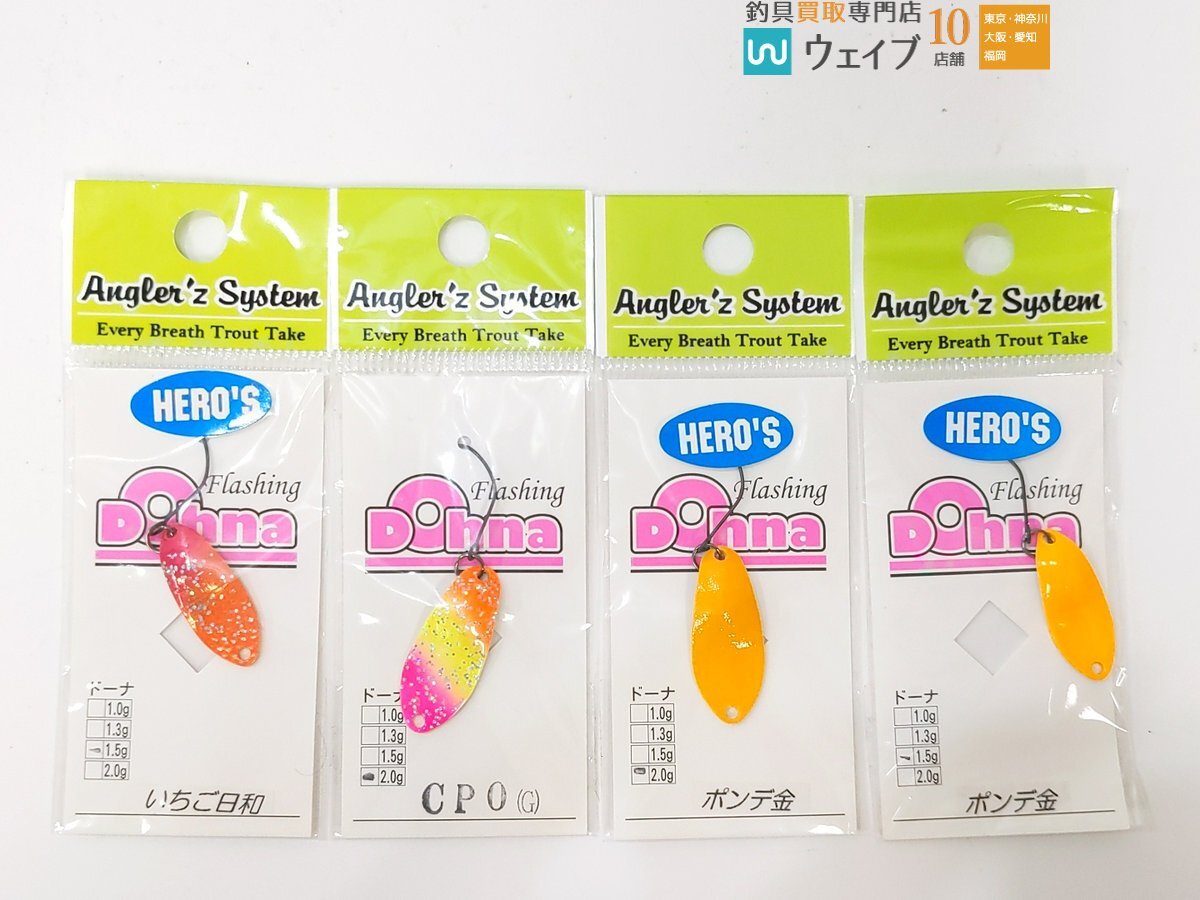 釣具買取専門店
ウェイブ
10
店舗
東京・神奈川
大阪・愛知
福岡
Angler'z System
Every Breath Trout Take
HERO'S
Flashing
Dohna
ドーナ
1.0g
1.3g
1.5g
2.0g
いちご日和
Angler'z System
Every Breath Trout Take
Flashing
Dohna
ドーナ
1.0g
1.3g
1.5g
2.0g
CPO(G)
Angler'z System
Every Breath Trout Take
HERO'S
Flashing
Dohna
ドーナ
1.0g
1.3g
1.5g
2.0g
ポンデ金
Angler'z System
Every Breath Trout Take
HERO'S
Flashing
Dohna
ドーナ
1.0g
1.3g
1.5g
2.0g
ポンデ金